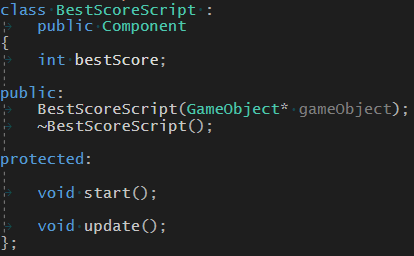 class BestScoreScript :
public Component
{
int bestScore;
public:
BestScoreScript(GameObject* gameObject);
~BestScoreScript();
protected:
void start();
void update();
};